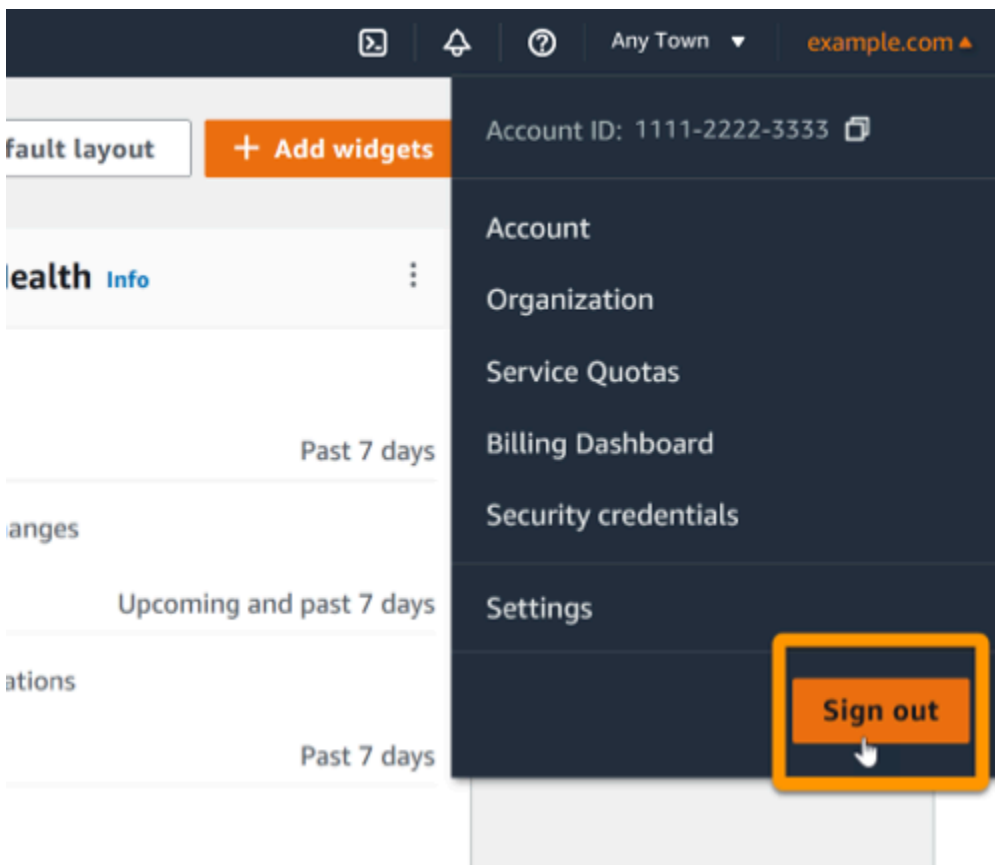 Any Town example.com
Account ID: 1111-2222-3333
fault layout + Add widgets
Account
ealth Info
Organization
Service Quotas
Past 7 days
Billing Dashboard
Security credentials
anges
Upcoming and past 7 days
Settings
ations
Sign out
Past 7 days